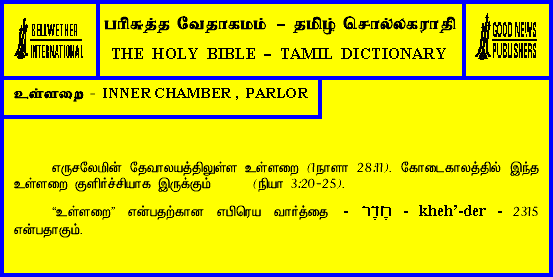 BELLWETHER
INTERNATIONAL
பரிசுத்த வேதாகமம் – தமிழ் சொல்லகராதி
THE HOLY BIBLE – TAMIL DICTIONARY
GOOD NEWS
PUBLISHERS
உள்ளறை - INNER CHAMBER , PARLOR
எருசலேமின் தேவாலயத்திலுள்ள உள்ளறை (1நாளா 28:11). கோடைகாலத்தில் இந்த
உள்ளறை குளிர்ச்சியாக இருக்கும் (நியா 3:20-25).
“உள்ளறை” என்பதற்கான எபிரெய வார்த்தை - חֶדֶר - kheh’-der - 2315
என்பதாகும்.